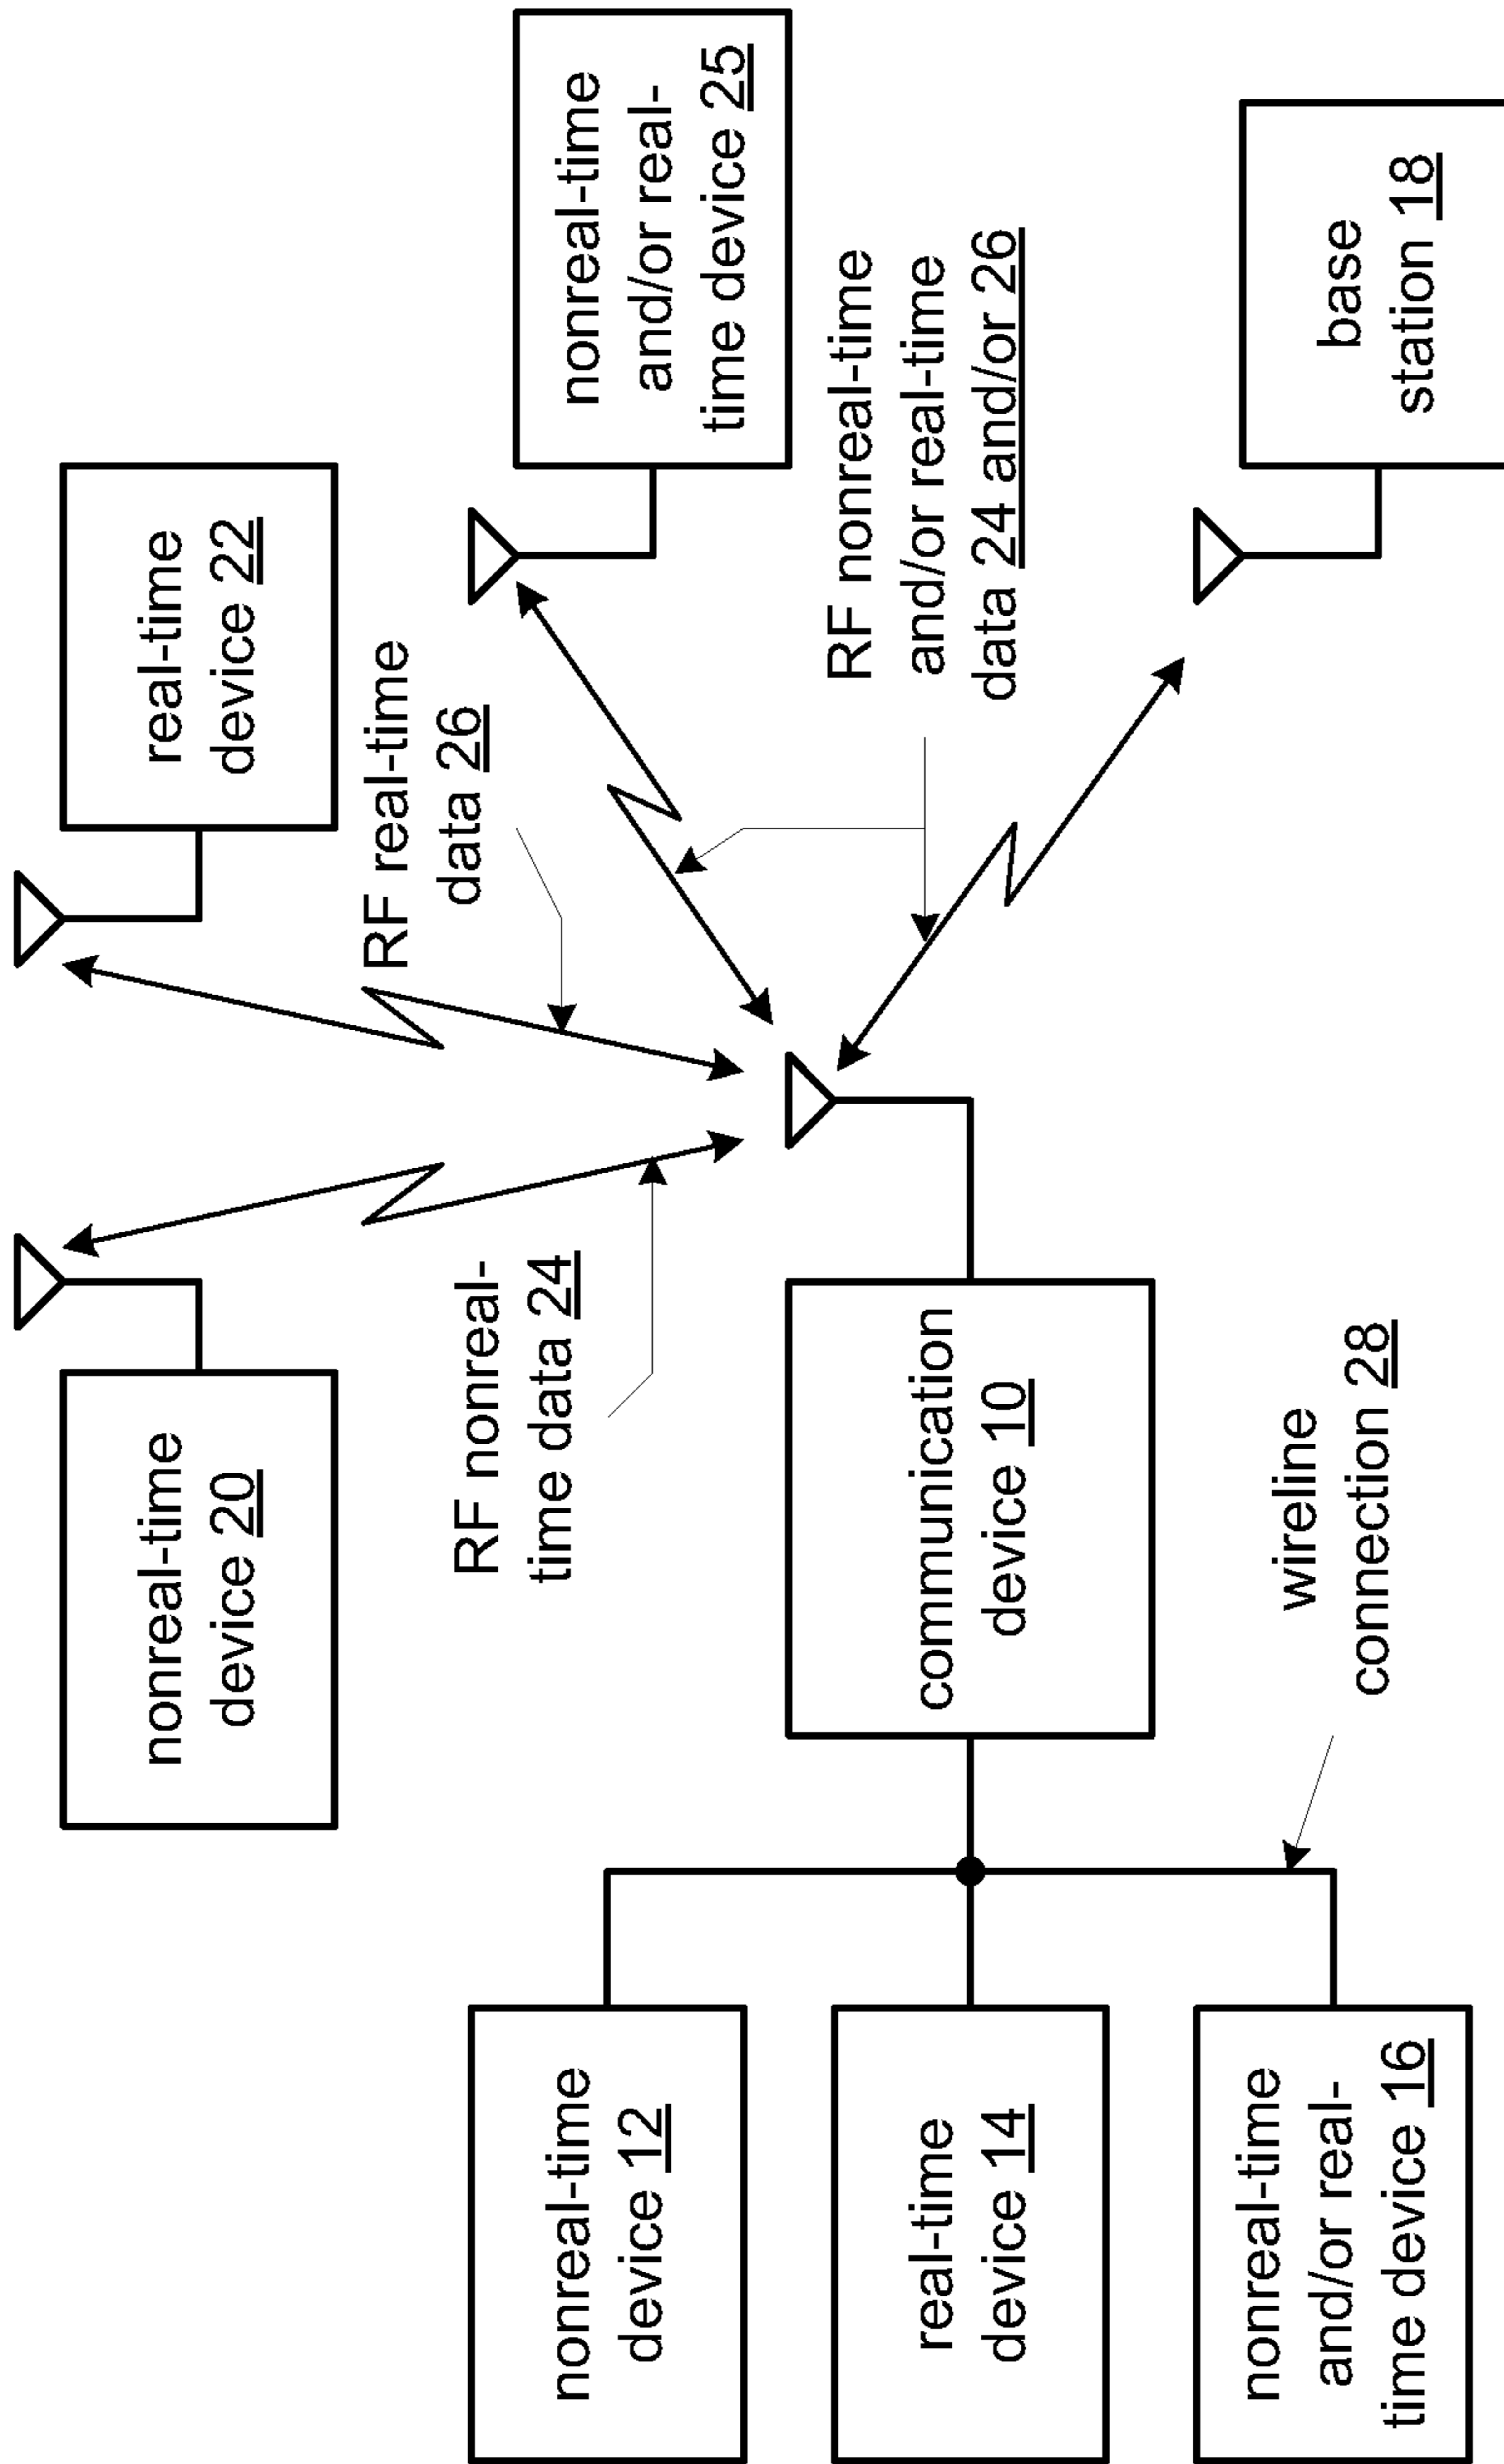 nonreal-time
device 20
real-time
device 22
RF real-time
data 26
RF nonreal-
time data 24
nonreal-time
and/or real-
time device 25
nonreal-time
device 12
RF nonreal-time
and/or real-time
data 24 and/or 26
real-time
device 14
communication
device 10
nonreal-time
and/or real-
time device 16
wireline
connection 28
base
station 18